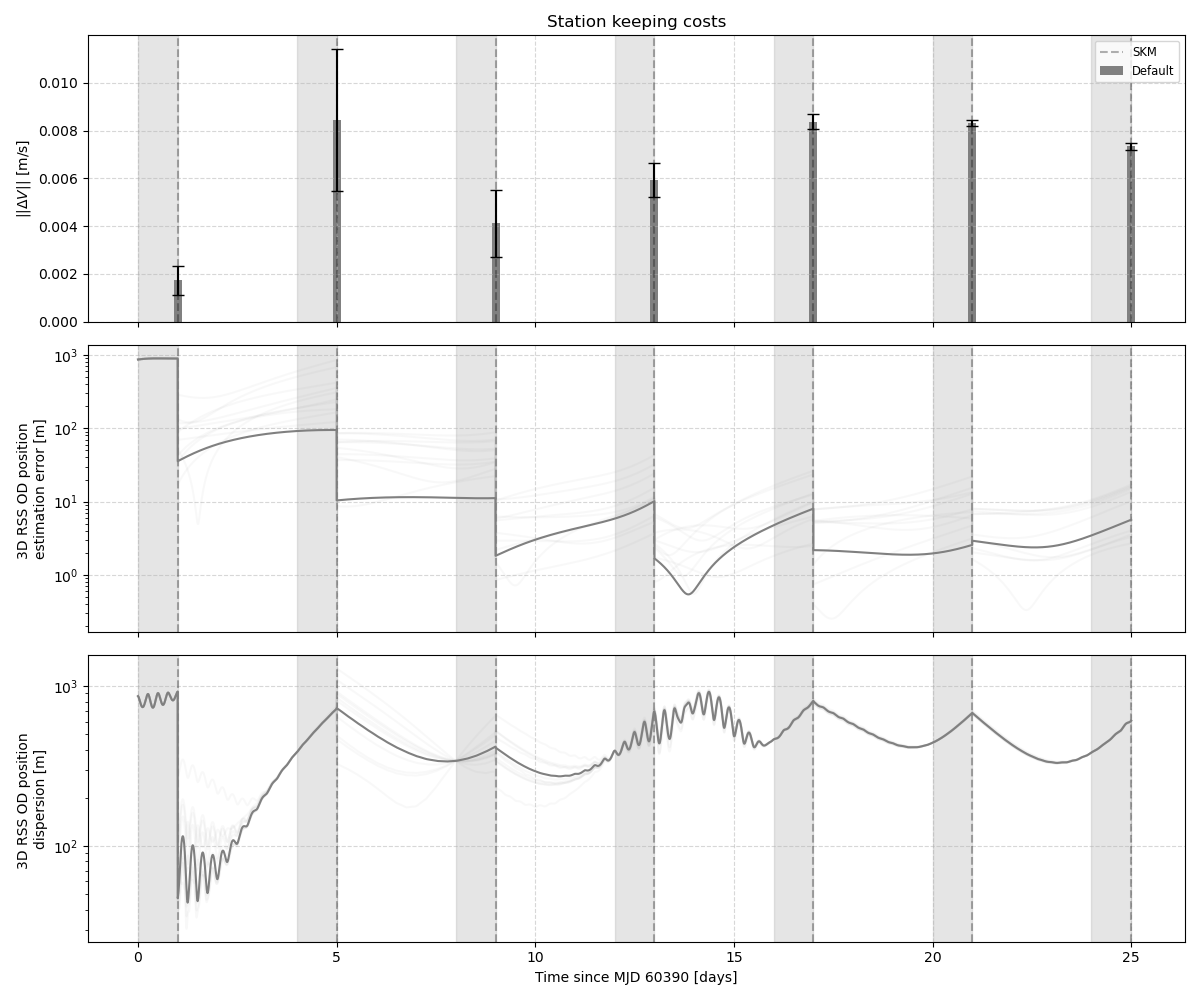 Station keeping costs
||ΔV|| [m/s]
0.010
0.008
0.006
0.004
0.002
0.000
SKM
Default
3D RSS OD position
estimation error [m]
10³
10²
10¹
10⁰
3D RSS OD position
dispersion [m]
10³
10²
0
5
10
15
20
25
Time since MJD 60390 [days]